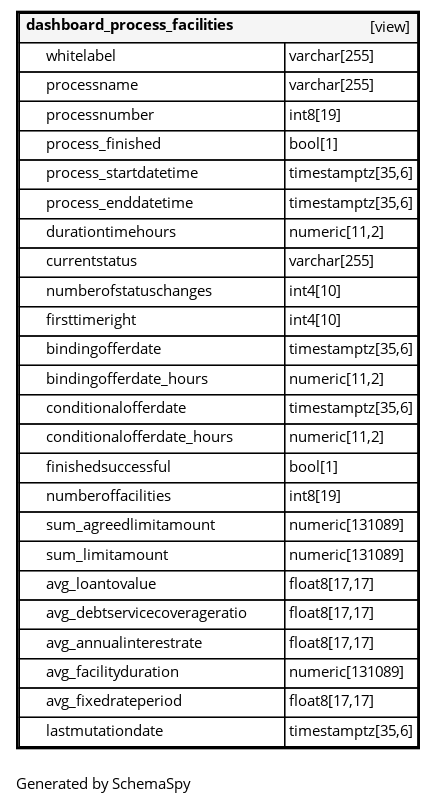 dashboard_process_facilities [view]
whitelabel varchar[255]
processname varchar[255]
processnumber int8[19]
process_finished bool[1]
process_startdatetime timestamptz[35,6]
process_enddatetime timestamptz[35,6]
durationtimehours numeric[11,2]
currentstatus varchar[255]
numberofstatuschanges int4[10]
firsttimeright int4[10]
bindingofferdate timestamptz[35,6]
bindingofferdate_hours numeric[11,2]
conditionalofferdate timestamptz[35,6]
conditionalofferdate_hours numeric[11,2]
finishedsuccessful bool[1]
numberoffacilities int8[19]
sum_agreedlimitamount numeric[131089]
sum_limitamount numeric[131089]
avg_loantovalue float8[17,17]
avg_debtservicecoverageratio float8[17,17]
avg_annualinterestrate float8[17,17]
avg_facilityduration numeric[131089]
avg_fixedrateperiod float8[17,17]
lastmutationdate timestamptz[35,6]
Generated by SchemaSpy